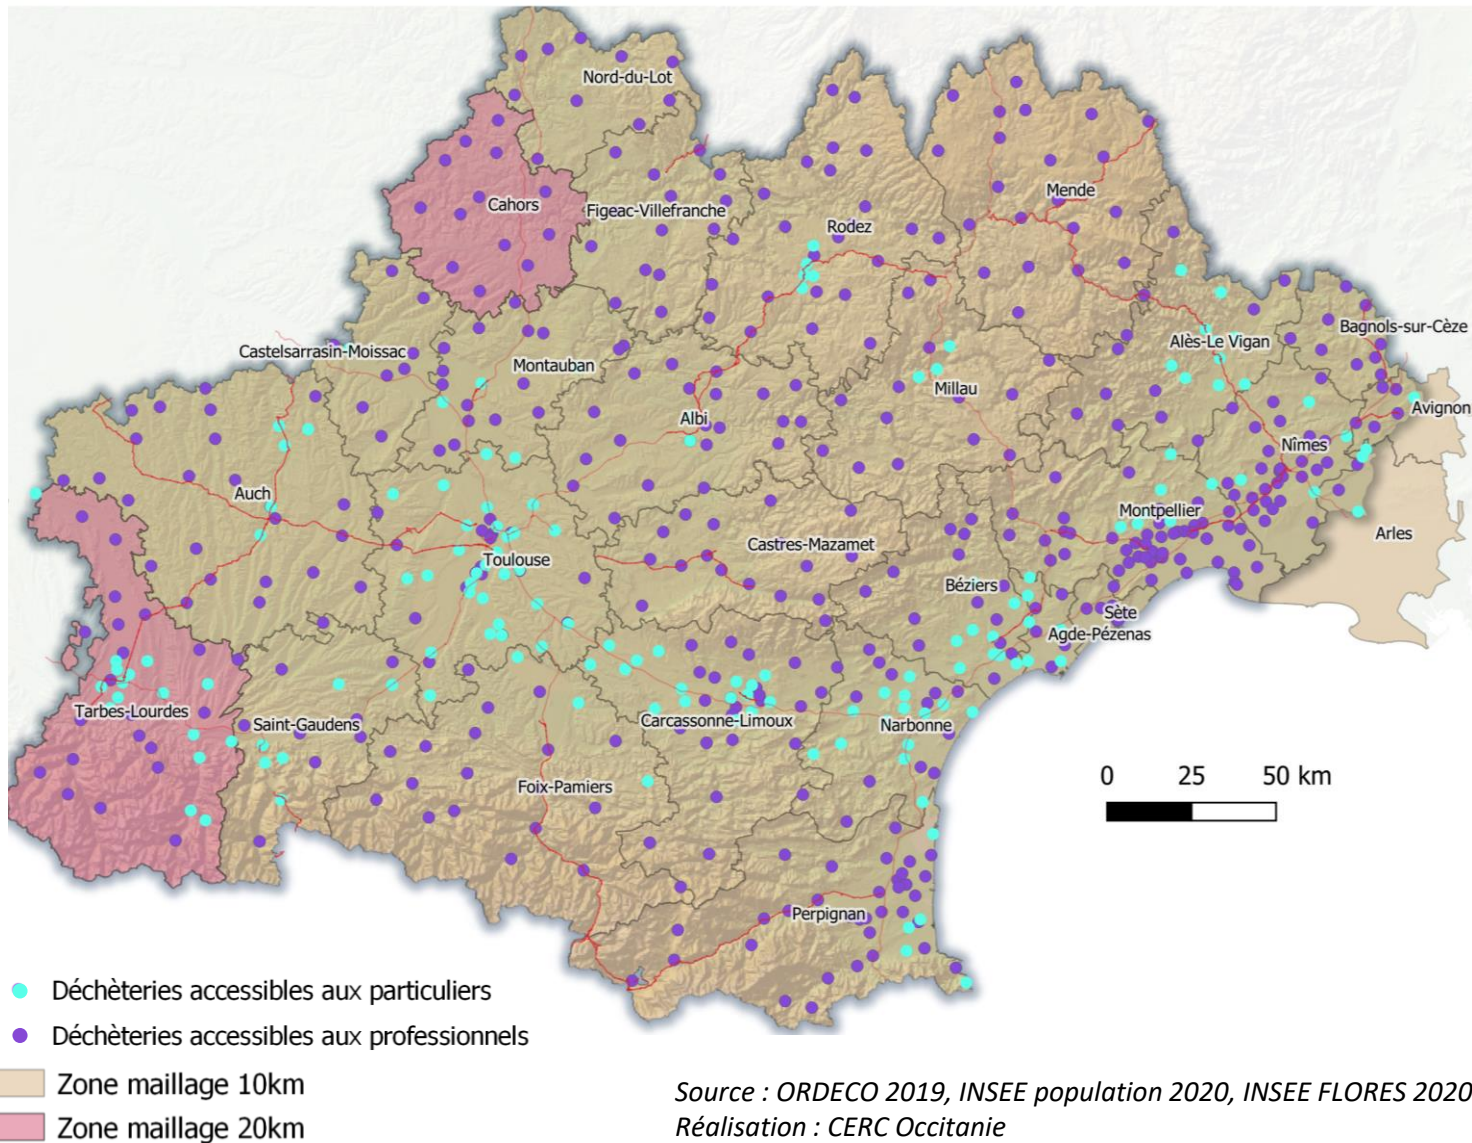 Nord-du-Lot
Cahors
Figeac-Villefranche
Mende
Rodez
Castelsarrasin-Moissac
Montauban
Alès-Le Vigan
Bagnols-sur-Cèze
Millau
Albi
Avignon
Nîmes
Auch
Montpellier
Arles
Toulouse
Castres-Mazamet
Béziers
Sète
Agde-Pézenas
Tarbes-Lourdes
Saint-Gaudens
Carcassonne-Limoux
Narbonne
Foix-Pamiers
0 25 50 km
Perpignan
Déchèteries accessibles aux particuliers
Déchèteries accessibles aux professionnels
Zone maillage 10km
Zone maillage 20km
Source : ORDECO 2019, INSEE population 2020, INSEE FLORES 2020
Réalisation : CERC Occitanie